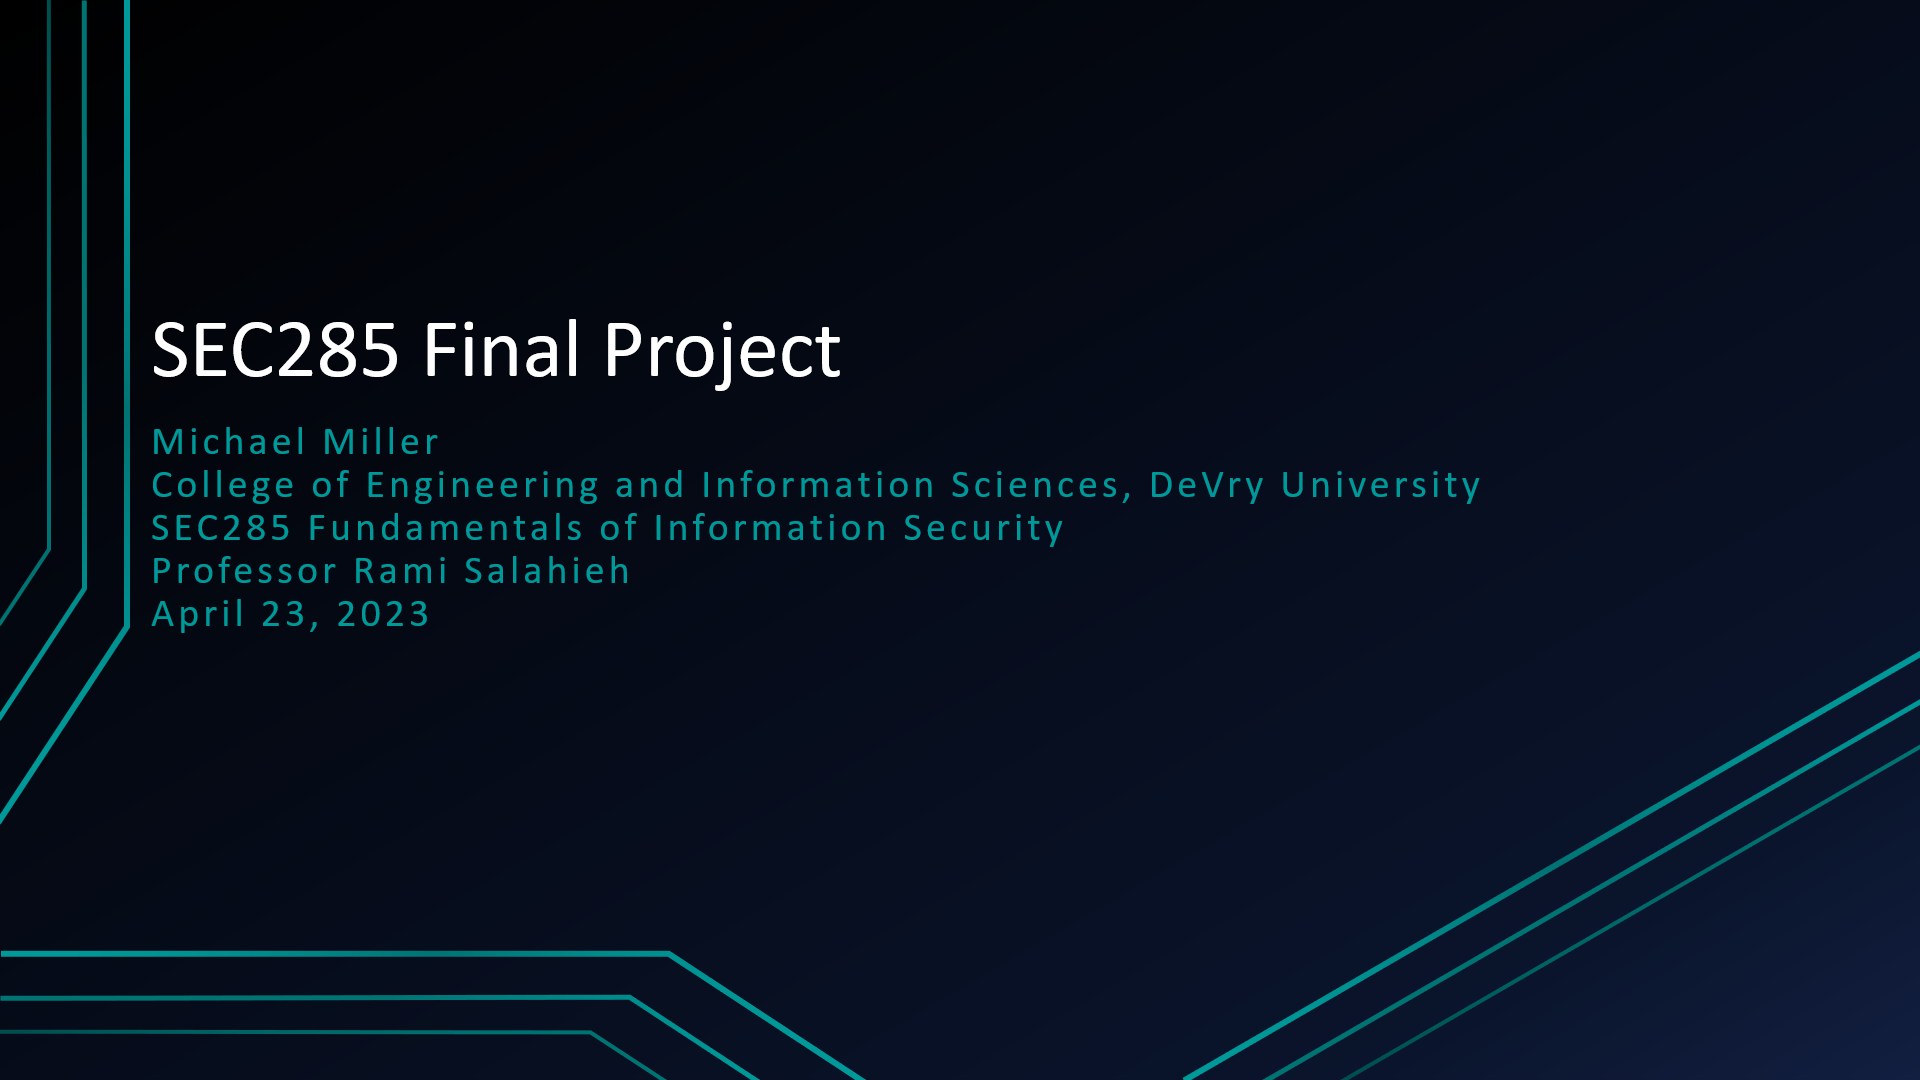 SEC285 Final Project
Michael Miller
College of Engineering and Information Sciences, DeVry University
SEC285 Fundamentals of Information Security
Professor Rami Salahieh
April 23, 2023